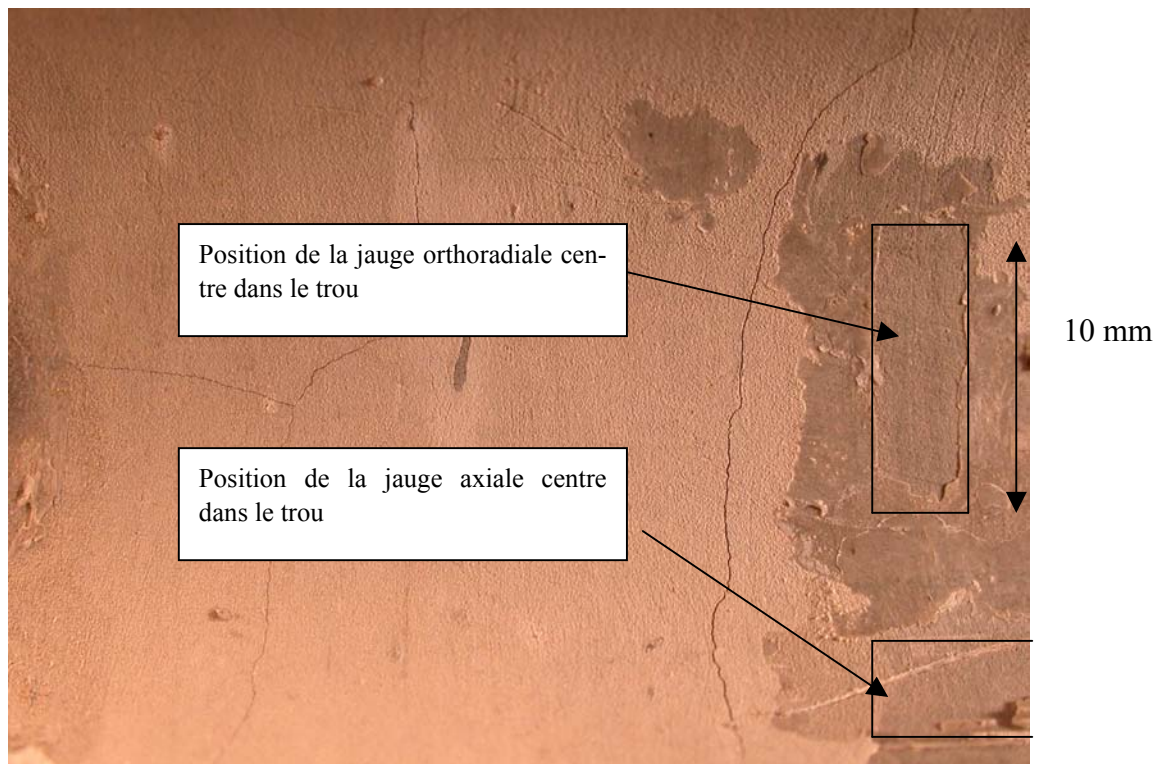 Position de la jauge orthoradiale cen-
tre dans le trou
10 mm
Position de la jauge axiale centre
dans le trou